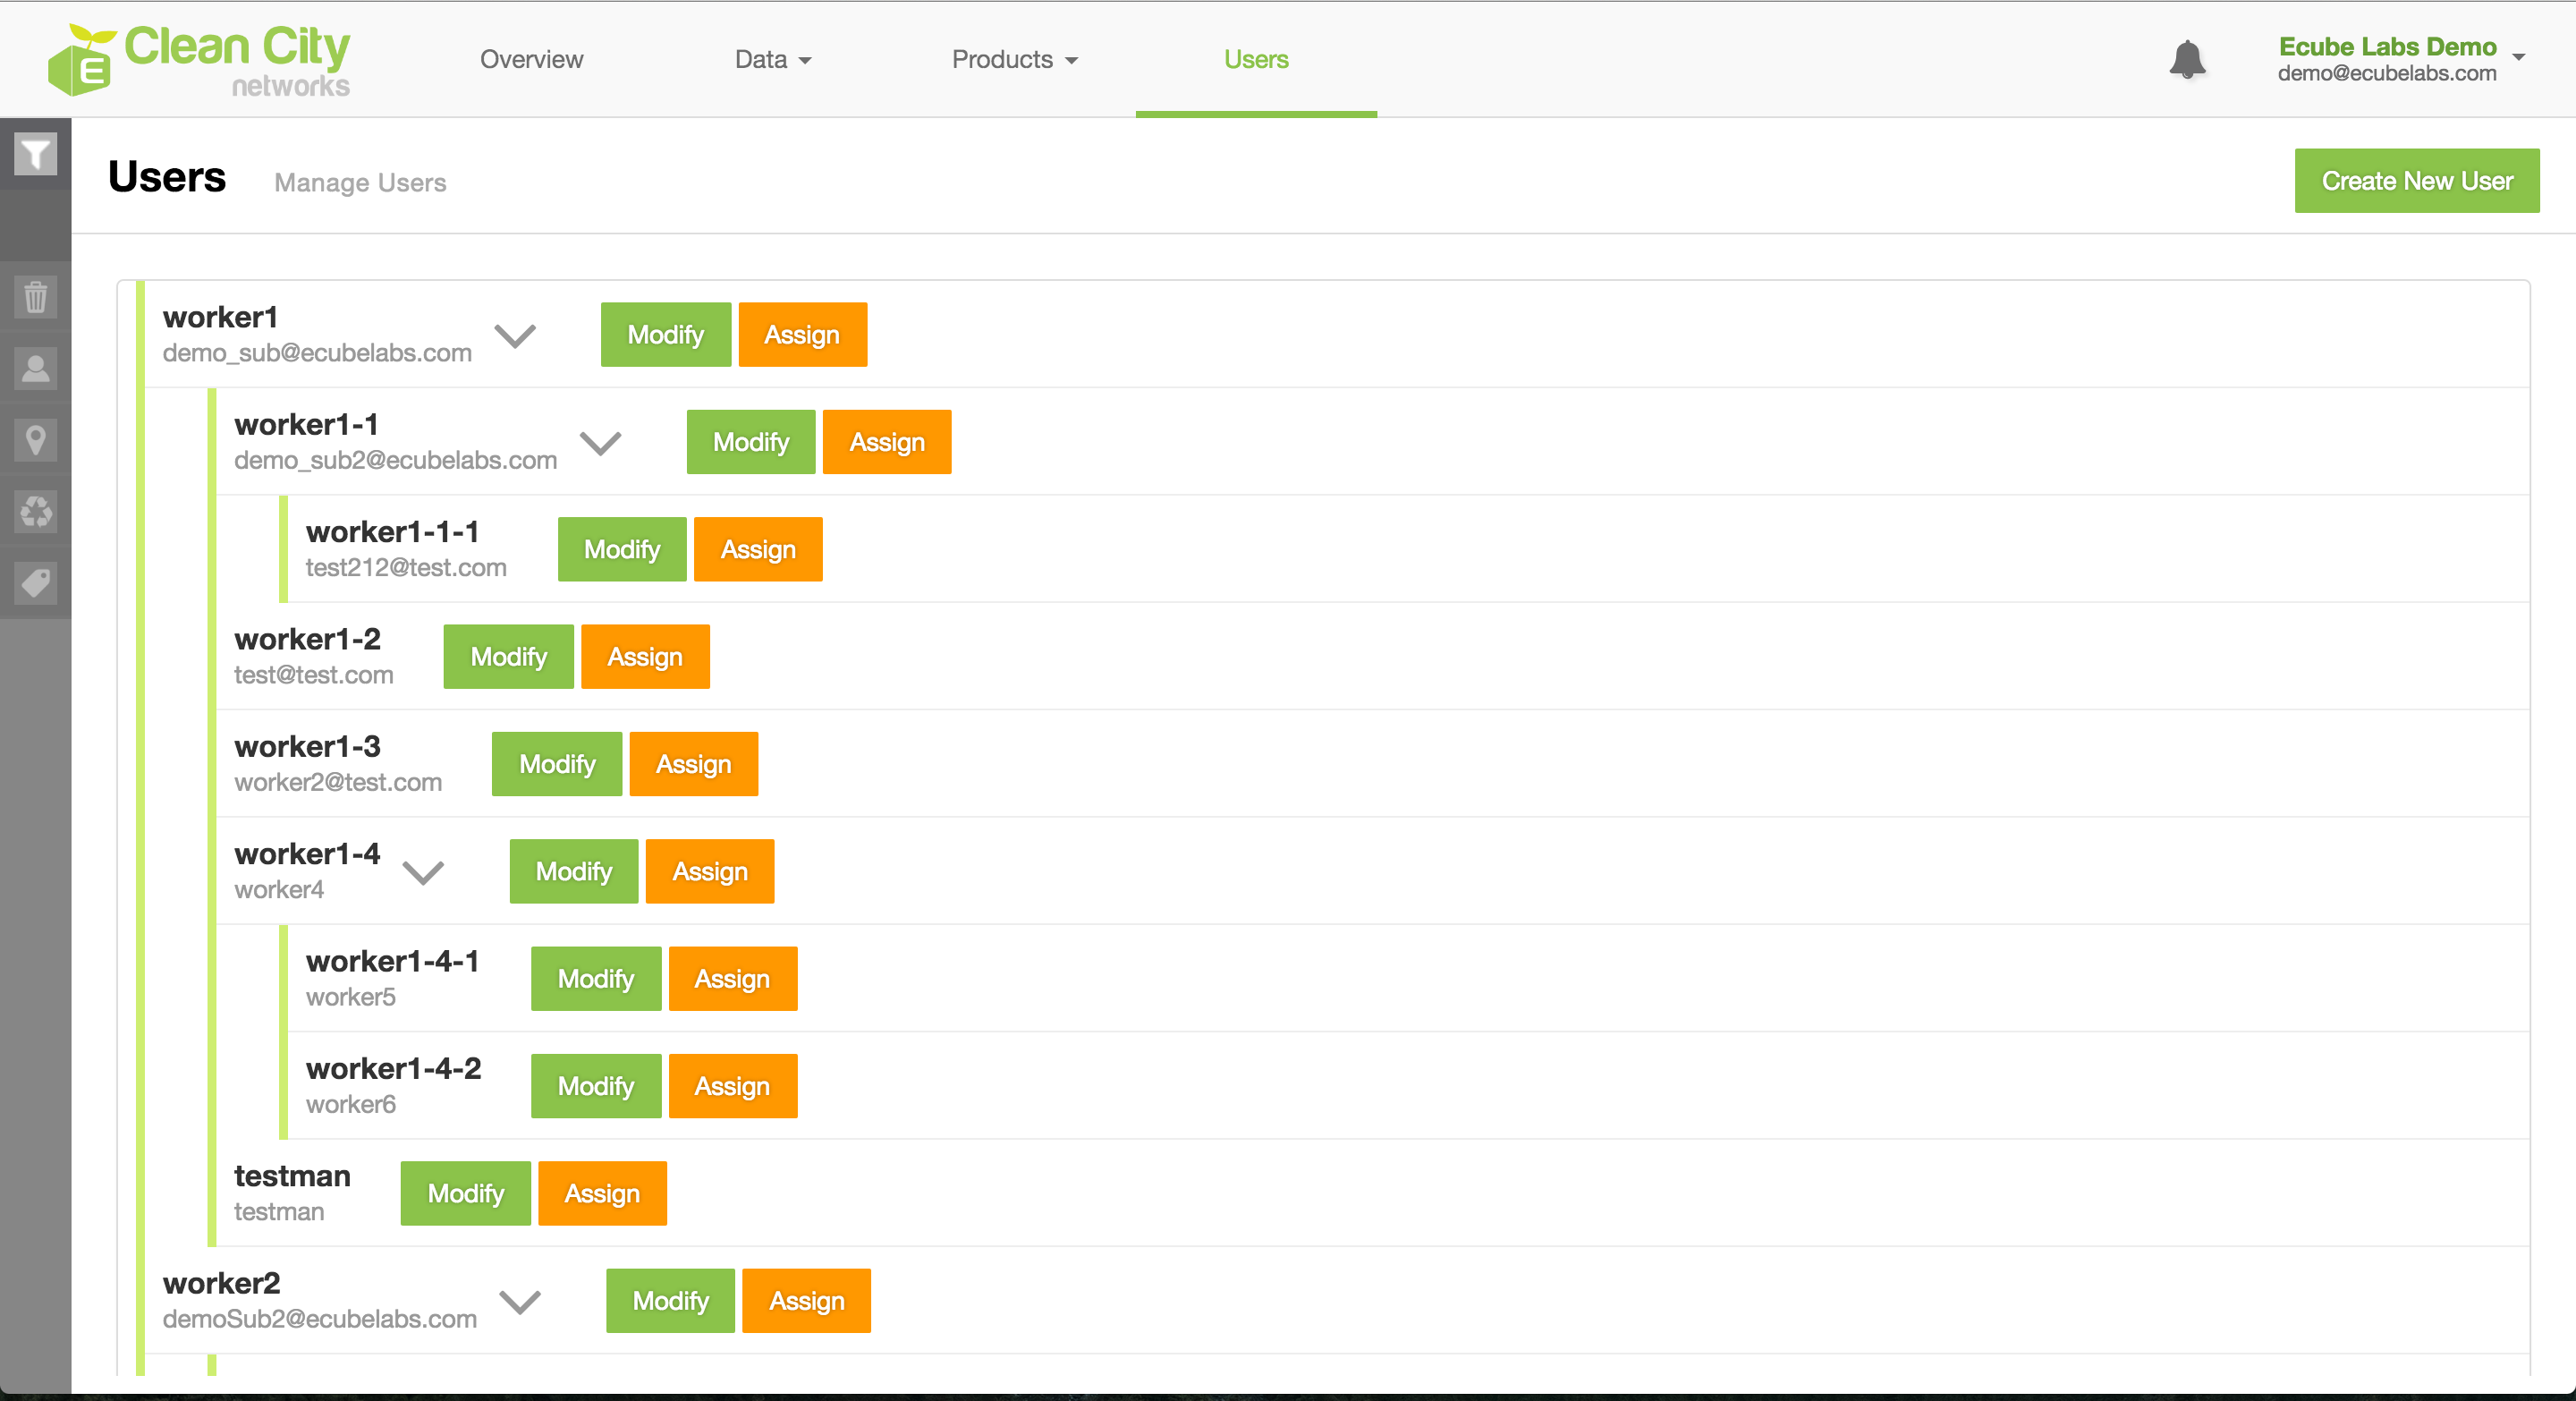 Clean City
networks
E
Overview
Data
Products
Users
Ecube Labs Demo
demo@ecubelabs.com
Users
Manage Users
Create New User
worker1
demo_sub@ecubelabs.com
Modify
Assign
worker1-1
demo_sub2@ecubelabs.com
Modify
Assign
worker1-1-1
test212@test.com
Modify
Assign
worker1-2
test@test.com
Modify
Assign
worker1-3
worker2@test.com
Modify
Assign
worker1-4
worker4
Modify
Assign
worker1-4-1
worker5
Modify
Assign
worker1-4-2
worker6
Modify
Assign
testman
testman
Modify
Assign
worker2
demoSub2@ecubelabs.com
Modify
Assign